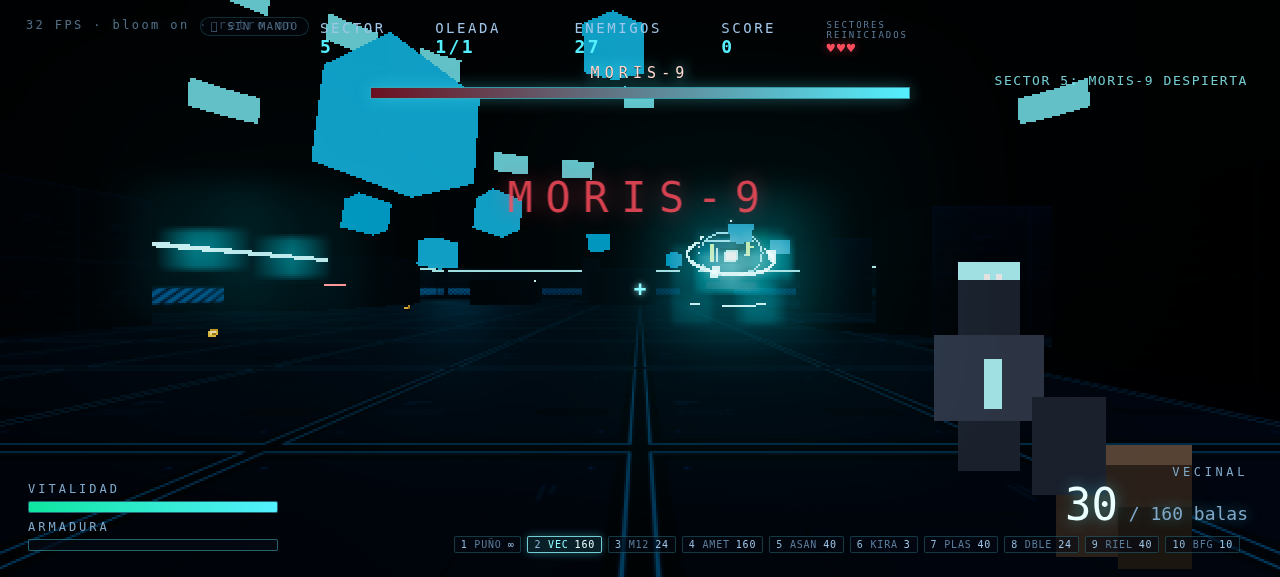 32 FPS · bloom on
SIN MANDO
SECTOR
5
OLEADA
1/1
ENEMIGOS
27
SCORE
0
SECTORES
REINICIADOS
♥♥♥
MORIS-9
SECTOR 5: MORIS-9 DESPIERTA
MORIS-9
+
VITALIDAD
ARMADURA
VECINAL
30 / 160 balas
1 PUÑO ∞
2 VEC 160
3 M12 24
4 AMET 160
5 ASAN 40
6 KIRA 3
7 PLAS 40
8 DBLE 24
9 RIEL 40
10 BFG 10